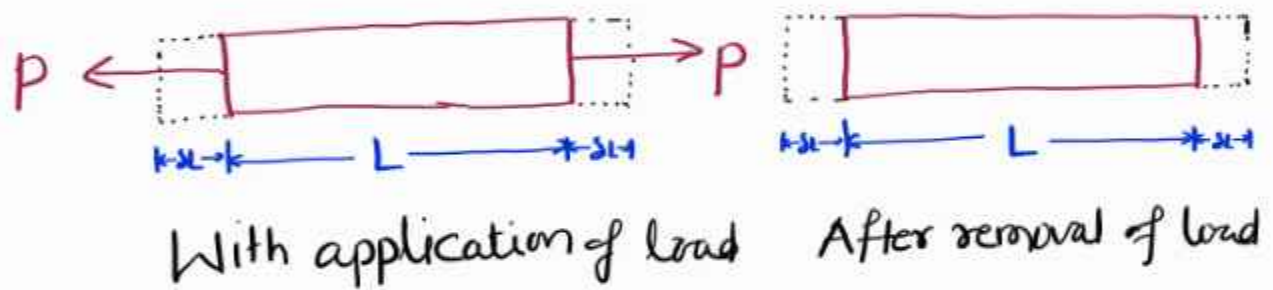 P P
δL L δL δL L δL
With application of load After removal of load